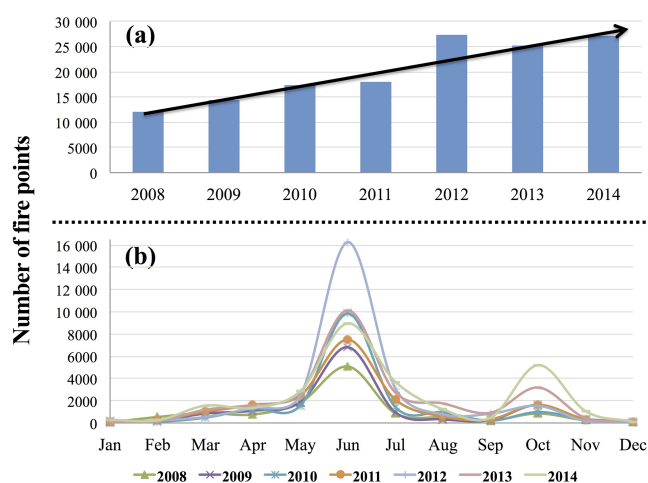 Number of fire points
(a)
30 000
25 000
20 000
15 000
10 000
5000
0
2008 2009 2010 2011 2012 2013 2014
(b)
16 000
14 000
12 000
10 000
8000
6000
4000
2000
0
Jan Feb Mar Apr May Jun Jul Aug Sep Oct Nov Dec
2008 2009 2010 2011 2012 2013 2014